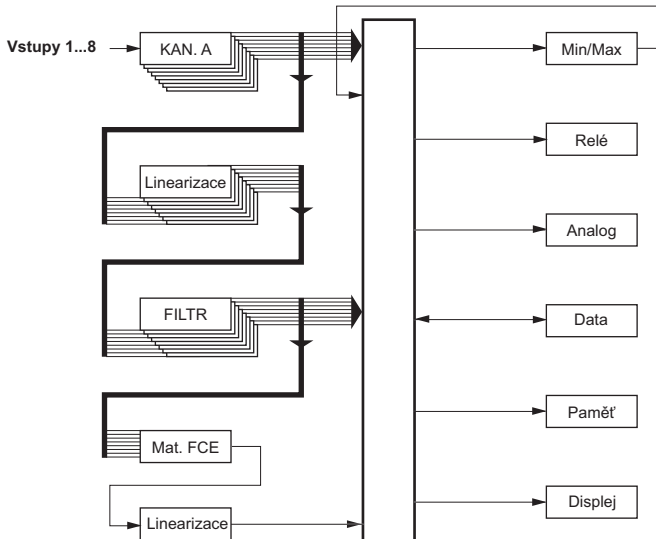 Vstupy 1...8
KAN. A
Min/Max
Relé
Linearizace
Analog
FILTR
Data
Paměť
Mat. FCE
Displej
Linearizace